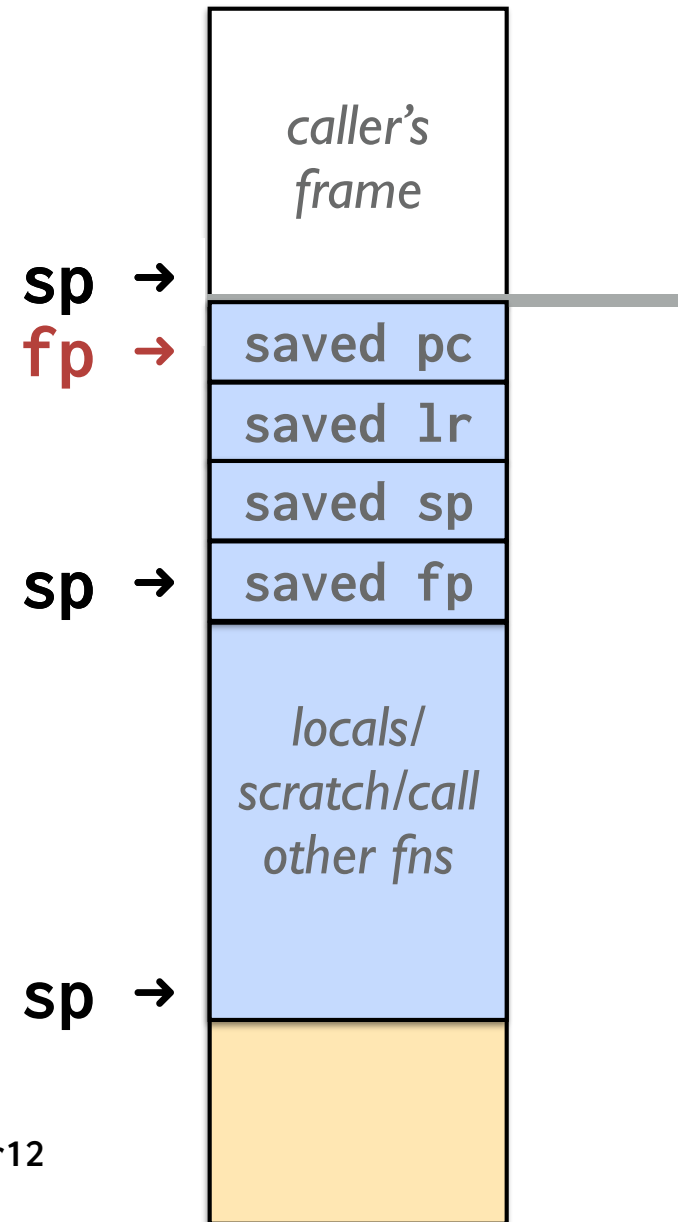 caller’s
frame
sp →
fp →
saved pc
saved lr
saved sp
sp →
saved fp
locals/
scratch/call
other fns
sp →
r12